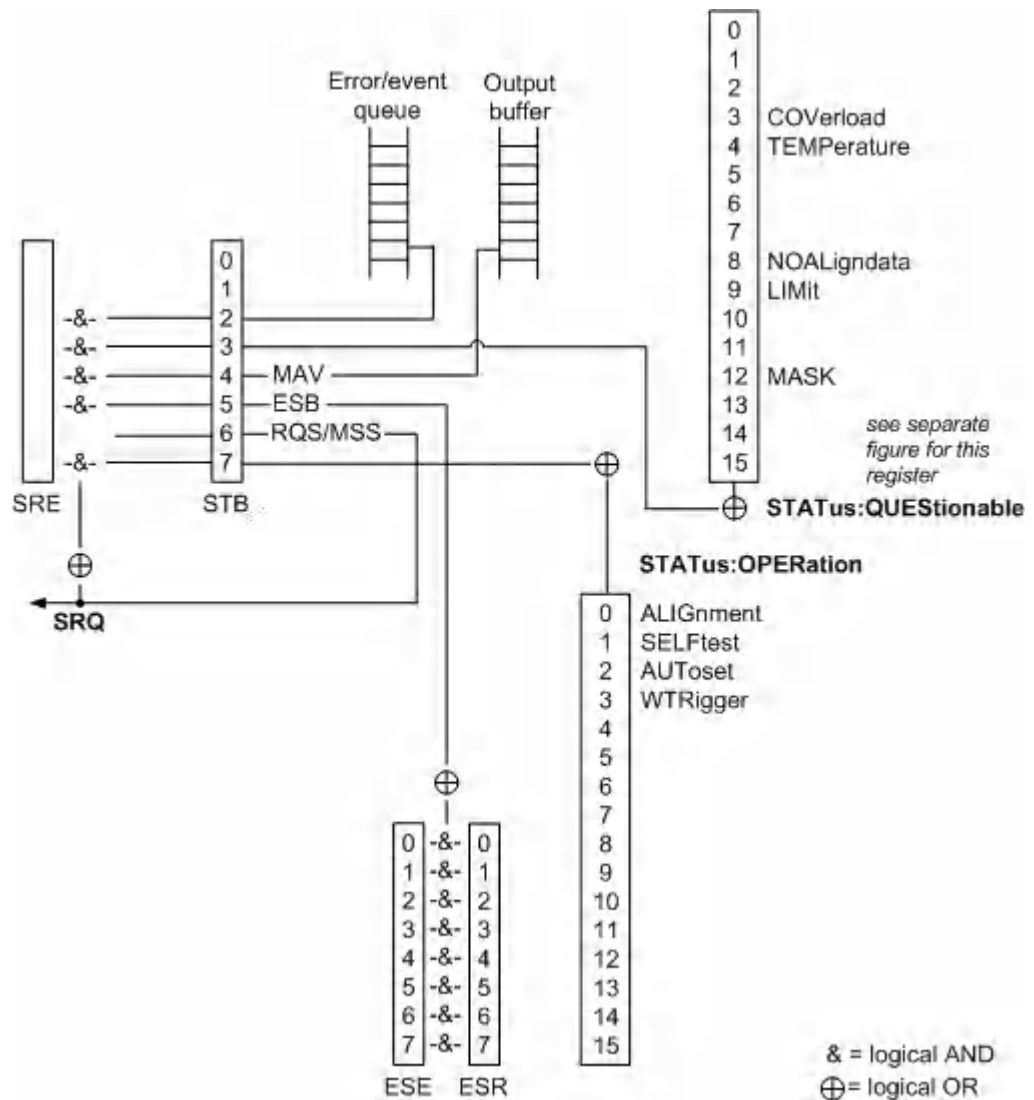 Error/event
queue
Output
buffer
0
1
2
3 COVerload
4 TEMPerature
5
6
7
8 NOALigndata
9 LIMit
10
11
12 MASK
13
14
15
see separate
figure for this
register
STATus:QUEStionable
0
1
-&- 2
-&- 3
-&- 4 MAV
-&- 5 ESB
6 RQS/MSS
-&- 7
SRE STB
SRQ
STATus:OPERation
0 ALIGnment
1 SELFtest
2 AUToset
3 WTRigger
4
5
6
7
8
9
10
11
12
13
14
15
0 -&- 0
1 -&- 1
2 -&- 2
3 -&- 3
4 -&- 4
5 -&- 5
6 -&- 6
7 -&- 7
ESE ESR
& = logical AND
⊕= logical OR